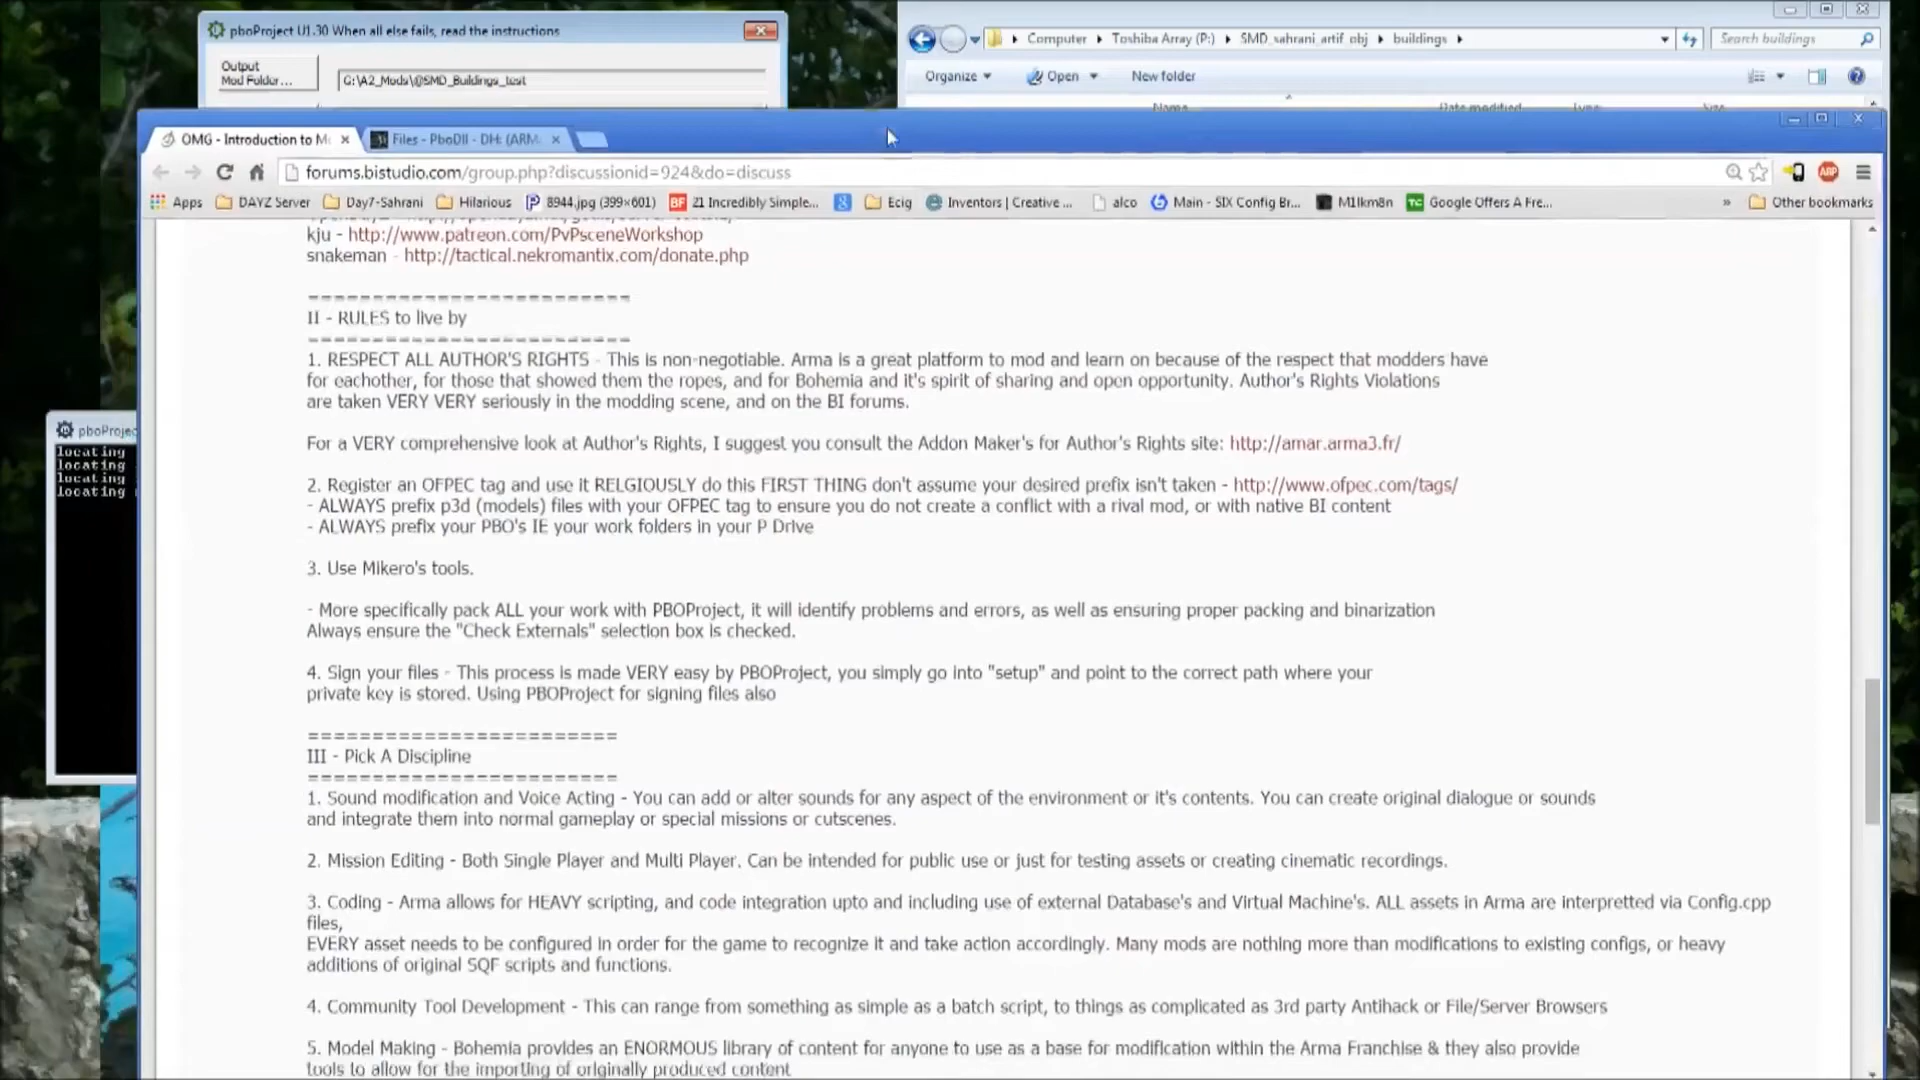 pboProject U1.30 When all else fails, read the instructions
Output
Mod Folder...
G:\A2_Mods\@SMD_Buildings_test
Computer
Toshiba Array (P:)
SMD_sahrani_artif_obj
buildings
Search buildings
Organize
Open
New folder
Name
Date modified
Type
Size
OMG - Introduction to M
Files - PboDll - DH: (ARM
forums.bistudio.com/group.php?discussionid=924&do=discuss
ABP
Apps
DAYZ Server
Day7-Sahrani
Hilarious
8944.jpg (399×601)
BF
21 Incredibly Simple...
Ecig
Inventors | Creative ...
alco
Main - SIX Config Br...
M1lkm8n
TC
Google Offers A Fre...
»
Other bookmarks
kju - http://www.patreon.com/PvPsceneWorkshop
snakeman - http://tactical.nekromantix.com/donate.php
========================
II - RULES to live by
========================
1. RESPECT ALL AUTHOR'S RIGHTS - This is non-negotiable. Arma is a great platform to mod and learn on because of the respect that modders have
for eachother, for those that showed them the ropes, and for Bohemia and it's spirit of sharing and open opportunity. Author's Rights Violations
are taken VERY VERY seriously in the modding scene, and on the BI forums.
For a VERY comprehensive look at Author's Rights, I suggest you consult the Addon Maker's for Author's Rights site: http://amar.arma3.fr/
2. Register an OFPEC tag and use it RELGIOUSLY do this FIRST THING don't assume your desired prefix isn't taken - http://www.ofpec.com/tags/
- ALWAYS prefix p3d (models) files with your OFPEC tag to ensure you do not create a conflict with a rival mod, or with native BI content
- ALWAYS prefix your PBO's IE your work folders in your P Drive
3. Use Mikero's tools.
- More specifically pack ALL your work with PBOProject, it will identify problems and errors, as well as ensuring proper packing and binarization
Always ensure the "Check Externals" selection box is checked.
4. Sign your files - This process is made VERY easy by PBOProject, you simply go into "setup" and point to the correct path where your
private key is stored. Using PBOProject for signing files also
=======================
III - Pick A Discipline
=======================
1. Sound modification and Voice Acting - You can add or alter sounds for any aspect of the environment or it's contents. You can create original dialogue or sounds
and integrate them into normal gameplay or special missions or cutscenes.
2. Mission Editing - Both Single Player and Multi Player. Can be intended for public use or just for testing assets or creating cinematic recordings.
3. Coding - Arma allows for HEAVY scripting, and code integration upto and including use of external Database's and Virtual Machine's. ALL assets in Arma are interpretted via Config.cpp
files,
EVERY asset needs to be configured in order for the game to recognize it and take action accordingly. Many mods are nothing more than modifications to existing configs, or heavy
additions of original SQF scripts and functions.
4. Community Tool Development - This can range from something as simple as a batch script, to things as complicated as 3rd party Antihack or File/Server Browsers
5. Model Making - Bohemia provides an ENORMOUS library of content for anyone to use as a base for modification within the Arma Franchise & they also provide
tools to allow for the importing of originally produced content
pboProjec
locating
locating
locating
locating